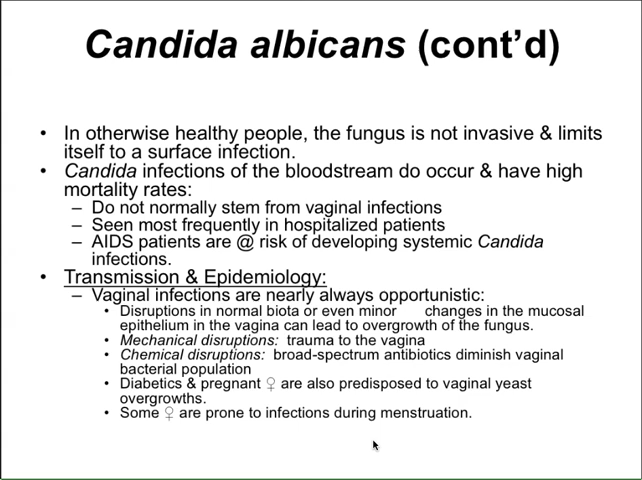 Candida albicans (cont’d)
• In otherwise healthy people, the fungus is not invasive & limits
itself to a surface infection.
• Candida infections of the bloodstream do occur & have high
mortality rates:
– Do not normally stem from vaginal infections
– Seen most frequently in hospitalized patients
– AIDS patients are @ risk of developing systemic Candida
infections.
• Transmission & Epidemiology:
– Vaginal infections are nearly always opportunistic:
• Disruptions in normal biota or even minor changes in the mucosal
epithelium in the vagina can lead to overgrowth of the fungus.
• Mechanical disruptions: trauma to the vagina
• Chemical disruptions: broad-spectrum antibiotics diminish vaginal
bacterial population
• Diabetics & pregnant ♀ are also predisposed to vaginal yeast
overgrowths.
• Some ♀ are prone to infections during menstruation.